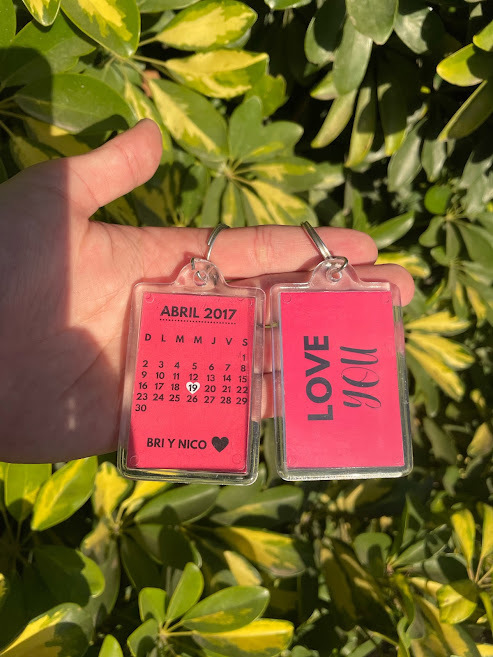 ABRIL 2017
D L M M J V S
1
2 3 4 5 6 7 8
9 10 11 12 13 14 15
16 17 18 19 20 21 22
23 24 25 26 27 28 29
30
BRI Y NICO
LOVE
you